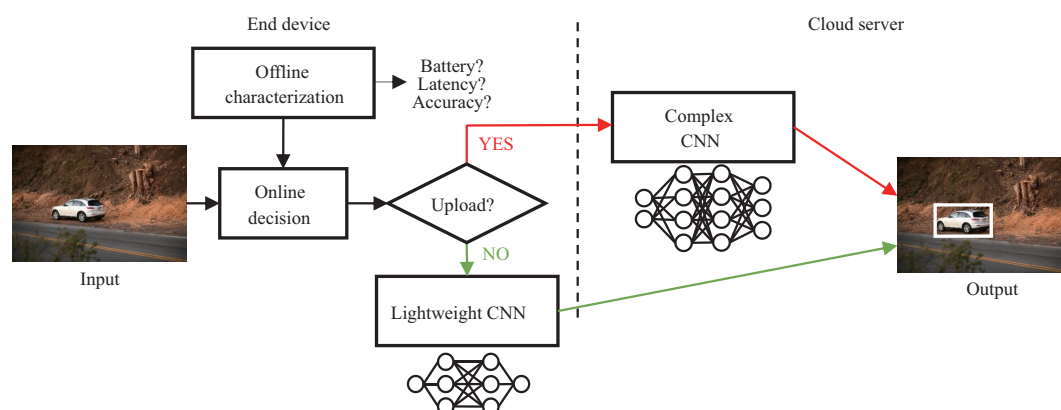 End device
Cloud server
Offline
characterization
Battery?
Latency?
Accuracy?
Complex
CNN
YES
Online
decision
Upload?
NO
Input
Lightweight CNN
Output